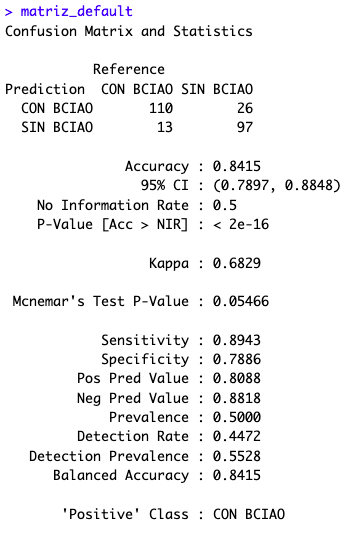 > matriz_default
Confusion Matrix and Statistics
Reference
Prediction CON BCIAO SIN BCIAO
CON BCIAO 110 26
SIN BCIAO 13 97
Accuracy : 0.8415
95% CI : (0.7897, 0.8848)
No Information Rate : 0.5
P-Value [Acc > NIR] : < 2e-16
Kappa : 0.6829
Mcnemar's Test P-Value : 0.05466
Sensitivity : 0.8943
Specificity : 0.7886
Pos Pred Value : 0.8088
Neg Pred Value : 0.8818
Prevalence : 0.5000
Detection Rate : 0.4472
Detection Prevalence : 0.5528
Balanced Accuracy : 0.8415
'Positive' Class : CON BCIAO